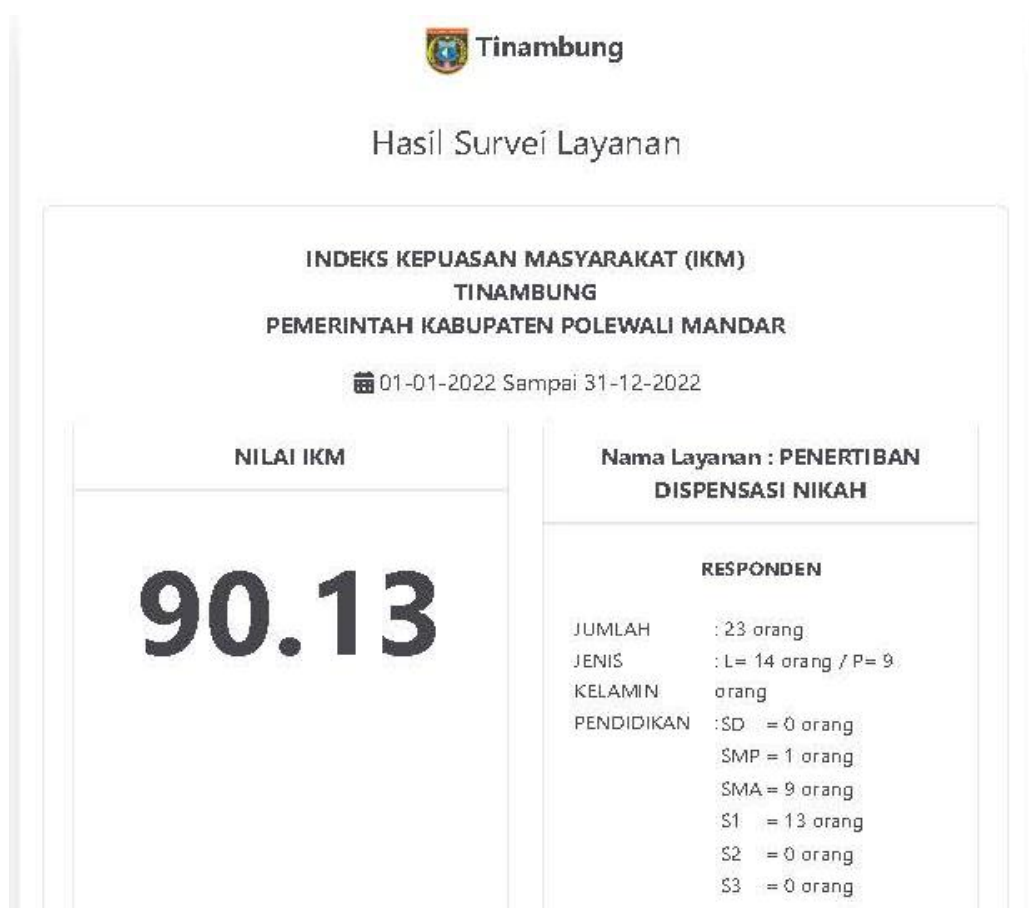 Tinambung
Hasil Survei Layanan
INDEKS KEPUASAN MASYARAKAT (IKM)
TINAMBUNG
PEMERINTAH KABUPATEN POLEWALI MANDAR
01-01-2022 Sampai 31-12-2022
NILAI IKM
90.13
Nama Layanan : PENERTIBAN
DISPENSASI NIKAH
RESPONDEN
JUMLAH : 23 orang
JENIS : L= 14 orang / P= 9
KELAMIN orang
PENDIDIKAN :SD = 0 orang
SMP = 1 orang
SMA = 9 orang
S1 = 13 orang
S2 = 0 orang
S3 = 0 orang